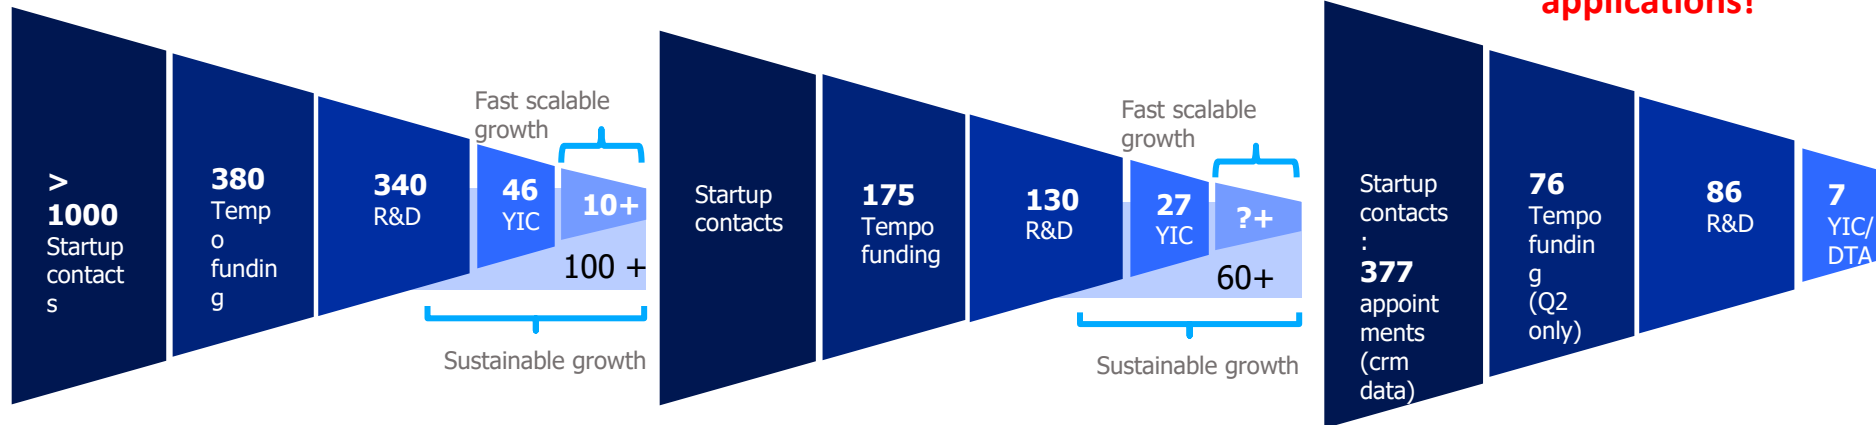 >
1000
Startup
contact
s
380
Temp
o
fundin
g
340
R&D
Fast scalable
growth
46
YIC
10+
100 +
Sustainable growth
Startup
contacts
175
Tempo
funding
130
R&D
Fast scalable
growth
27
YIC
?+
60+
Sustainable growth
applications!
Startup
contacts
:
377
appoint
ments
(crm
data)
76
Tempo
fundin
g
(Q2
only)
86
R&D
7
YIC/
DTA